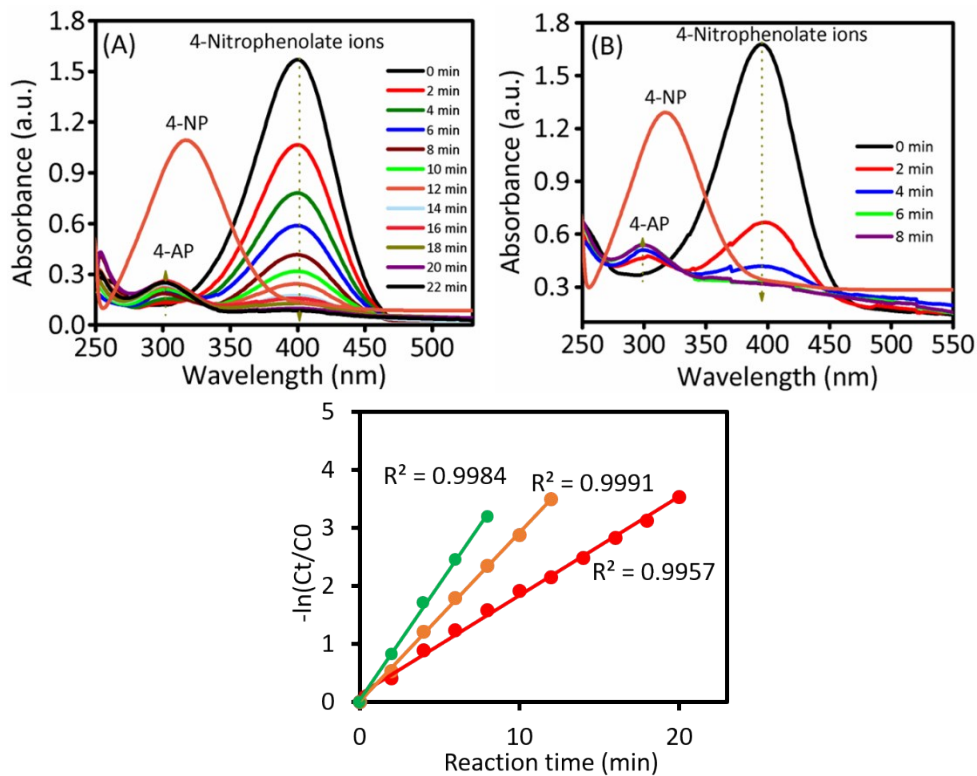 (A)
4-Nitrophenolate ions
4-NP
4-AP
0 min
2 min
4 min
6 min
8 min
10 min
12 min
14 min
16 min
18 min
20 min
22 min
Absorbance (a.u.)
1.8
1.5
1.2
0.9
0.6
0.3
0.0
250 300 350 400 450 500
Wavelength (nm)
(B)
4-Nitrophenolate ions
4-NP
4-AP
0 min
2 min
4 min
6 min
8 min
Absorbance (a.u.)
1.8
1.5
1.2
0.9
0.6
0.3
250 300 350 400 450 500 550
Wavelength (nm)
-ln(Ct/C0
5
4
3
2
1
0
R² = 0.9984
R² = 0.9991
R² = 0.9957
0 10 20
Reaction time (min)